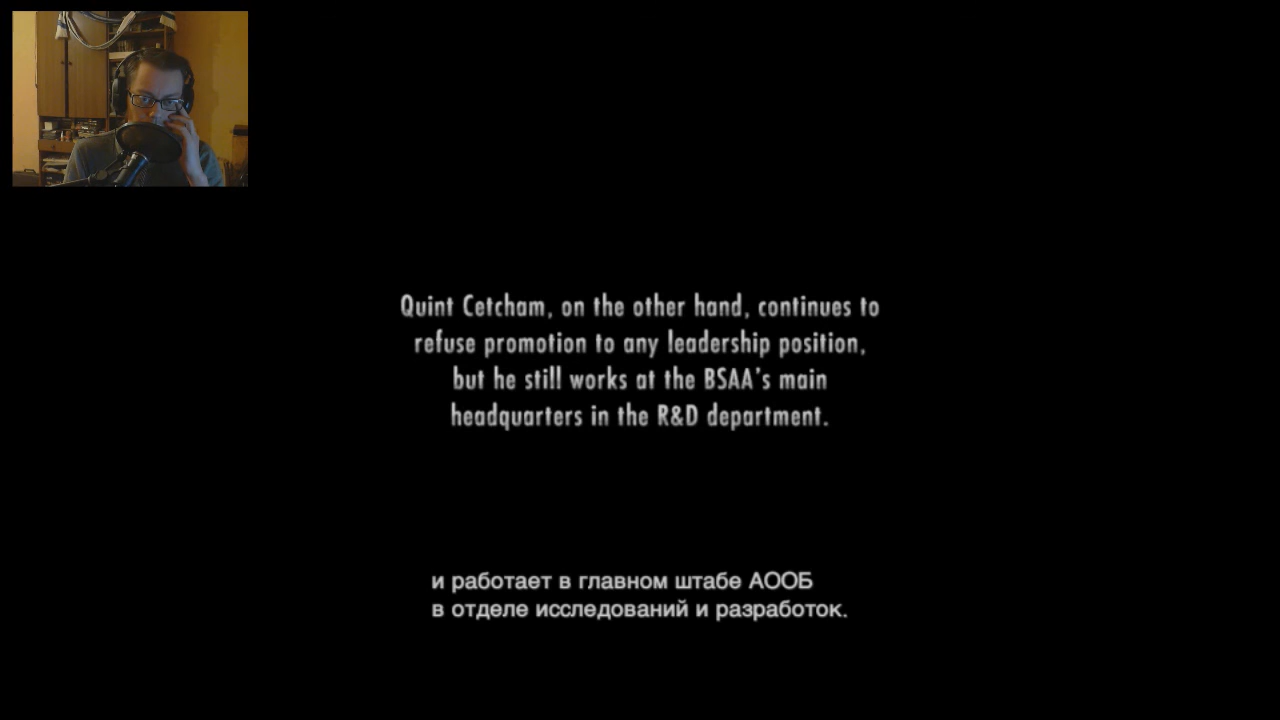 Quint Cetcham, on the other hand, continues to
refuse promotion to any leadership position,
but he still works at the BSAA's main
headquarters in the R&D department.
и работает в главном штабе АООБ
в отделе исследований и разработок.